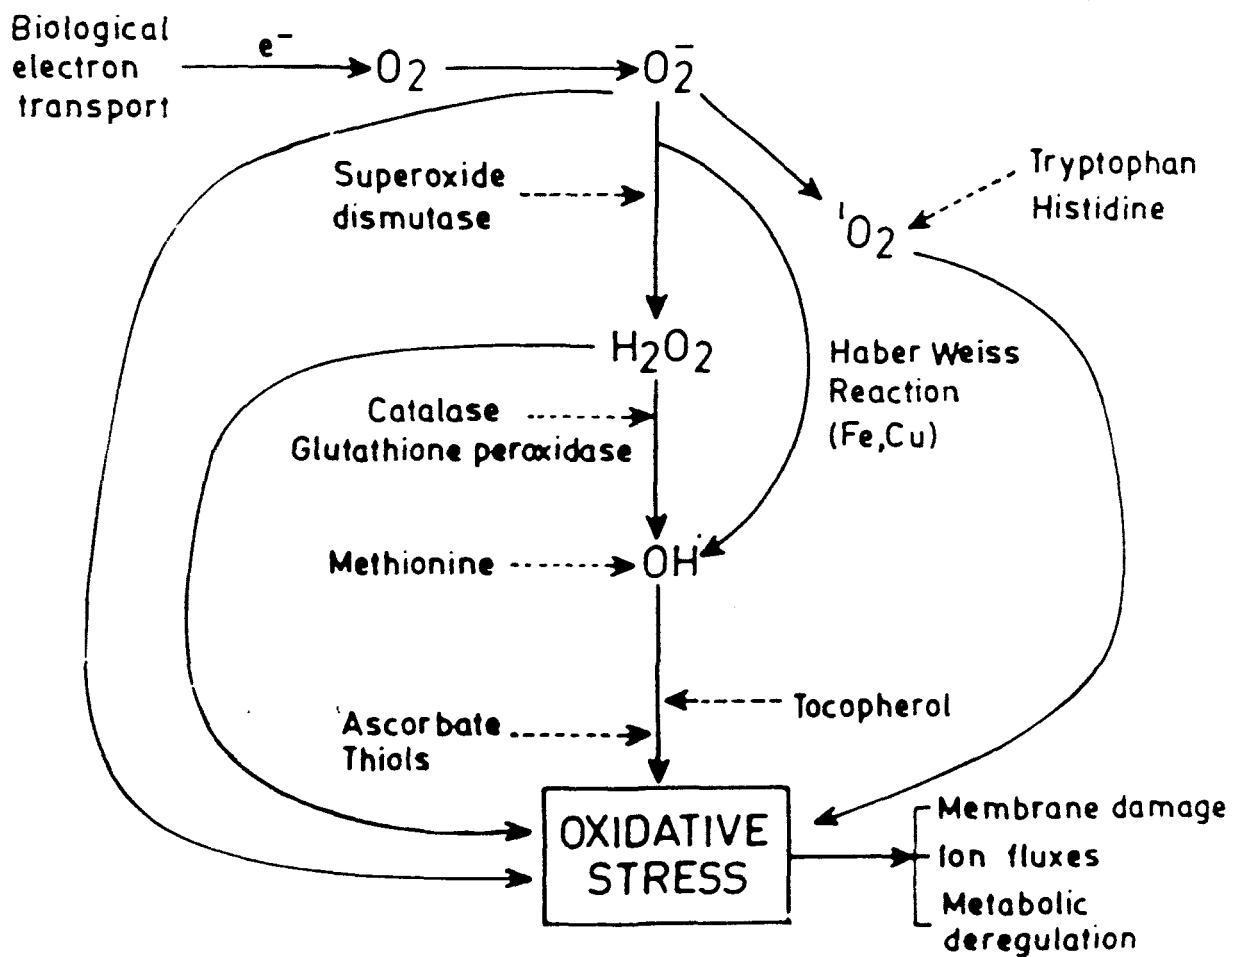 Biological
electron
transport
e⁻
O₂
O₂⁻
Superoxide
dismutase
Tryptophan
Histidine
¹O₂
H₂O₂
Haber Weiss
Reaction
(Fe,Cu)
Catalase
Glutathione peroxidase
Methionine
OH·
Tocopherol
Ascorbate
Thiols
OXIDATIVE
STRESS
Membrane damage
Ion fluxes
Metabolic
deregulation